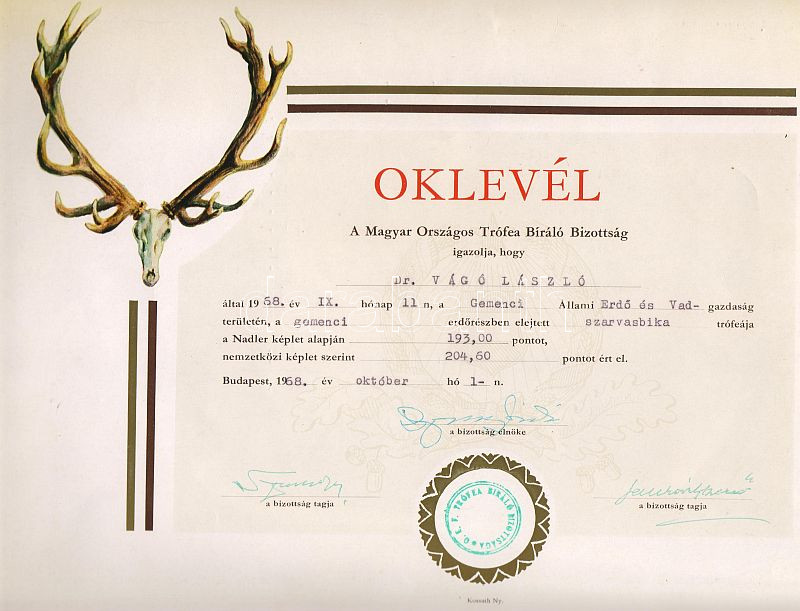 OKLEVÉL
A Magyar Országos Trófea Bíráló Bizottság
igazolja, hogy
Dr. VÁGÓ LÁSZLÓ
által 1968. év IX. hónap 11 n, a Gemenci Állami Erdő és Vad- gazdaság
területén, a gemenci erdőrészben elejtett szarvasbika trófeája
a Nadler képlet alapján 193,00 pontot,
nemzetközi képlet szerint 204,60 pontot ért el.
Budapest, 1968. év október hó 1- n.
a bizottság elnöke
a bizottság tagja
a bizottság tagja
O. E. F. TRÓFEA BIRÁLÓ BIZOTTSÁGA
Kossuth Ny.